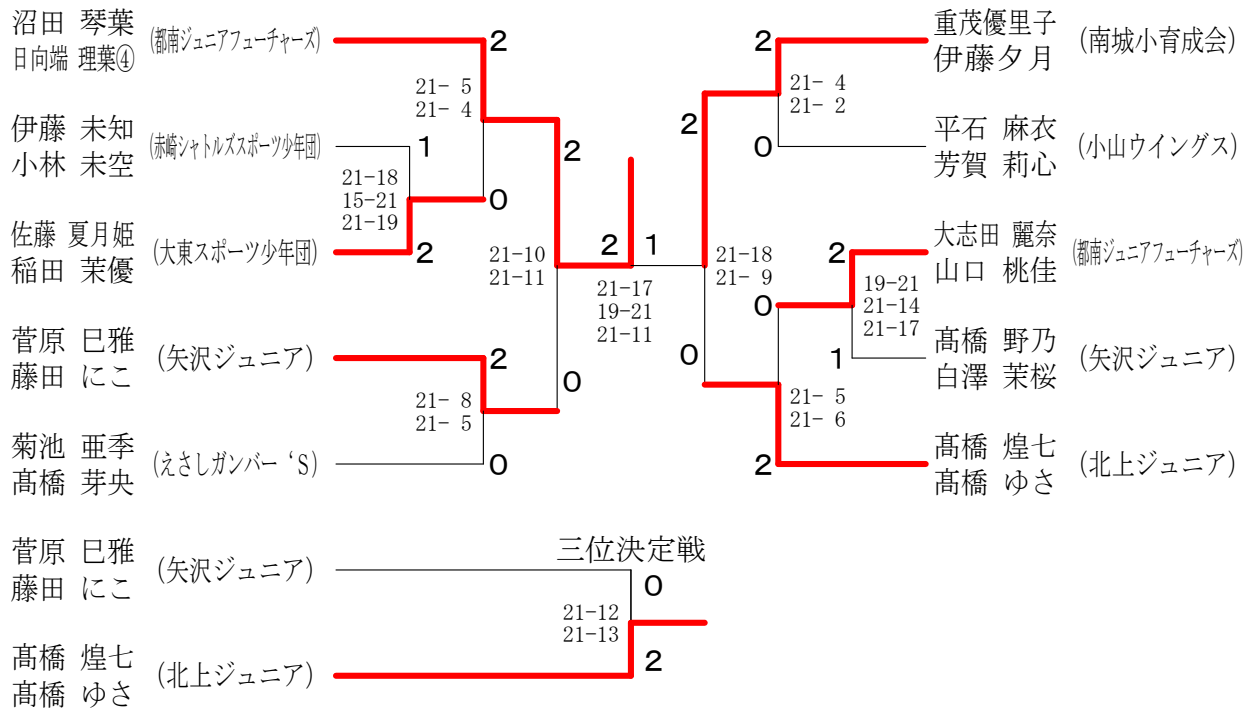 沼田 琴葉
日向端 理葉④
(都南ジュニアフューチャーズ)
2
21- 5
21- 4
伊藤 未知
小林 未空
(赤崎シャトルズスポーツ少年団)
1
2
21-18
15-21
21-19
0
佐藤 夏月姫
稲田 茉優
(大東スポーツ少年団)
2
21-10
21-11
2
1
21-17
19-21
21-11
菅原 巳雅
藤田 にこ
(矢沢ジュニア)
2
21- 8
21- 5
0
菊池 亜季
髙橋 芽央
(えさしガンバー‘S)
0
2
重茂優里子
伊藤夕月
(南城小育成会)
21- 4
21- 2
2
0
平石 麻衣
芳賀 莉心
(小山ウイングス)
21-18
21- 9
2
大志田 麗奈
山口 桃佳
(都南ジュニアフューチャーズ)
0
19-21
21-14
21-17
0
1
髙橋 野乃
白澤 茉桜
(矢沢ジュニア)
21- 5
21- 6
2
髙橋 煌七
髙橋 ゆさ
(北上ジュニア)
三位決定戦
菅原 巳雅
藤田 にこ
(矢沢ジュニア)
0
21-12
21-13
2
髙橋 煌七
髙橋 ゆさ
(北上ジュニア)